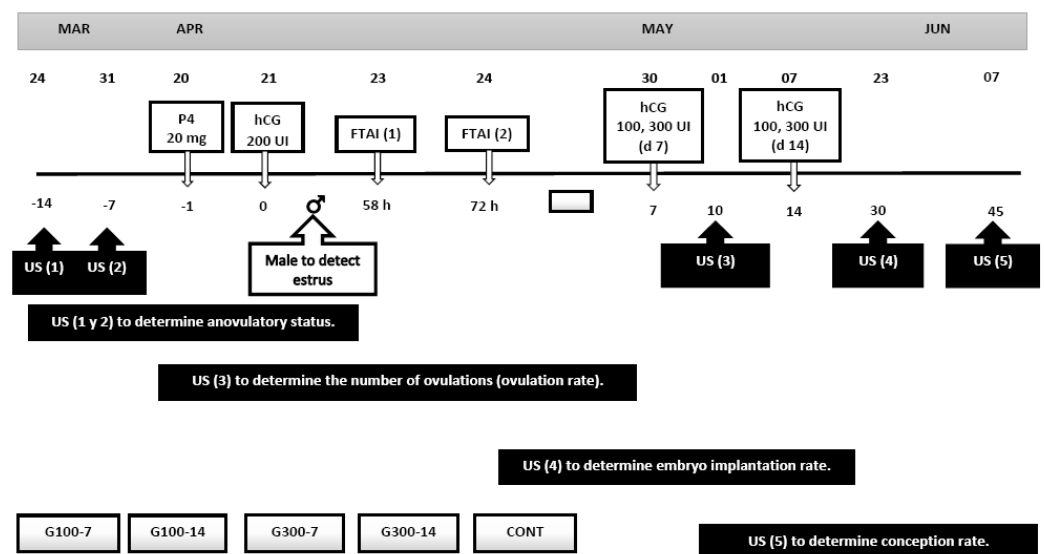 MAR APR MAY JUN
24 31 20 21 23 24 30 01 07 23 07
P4
20 mg
hCG
200 UI
FTAI (1)
FTAI (2)
hCG
100, 300 UI
(d 7)
hCG
100, 300 UI
(d 14)
-14 -7 -1 0 ♂ 58 h 72 h 7 10 14 30 45
US (1) US (2)
Male to detect
estrus
US (3)
US (4)
US (5)
US (1 y 2) to determine anovulatory status.
US (3) to determine the number of ovulations (ovulation rate).
US (4) to determine embryo implantation rate.
G100-7 G100-14 G300-7 G300-14 CONT
US (5) to determine conception rate.